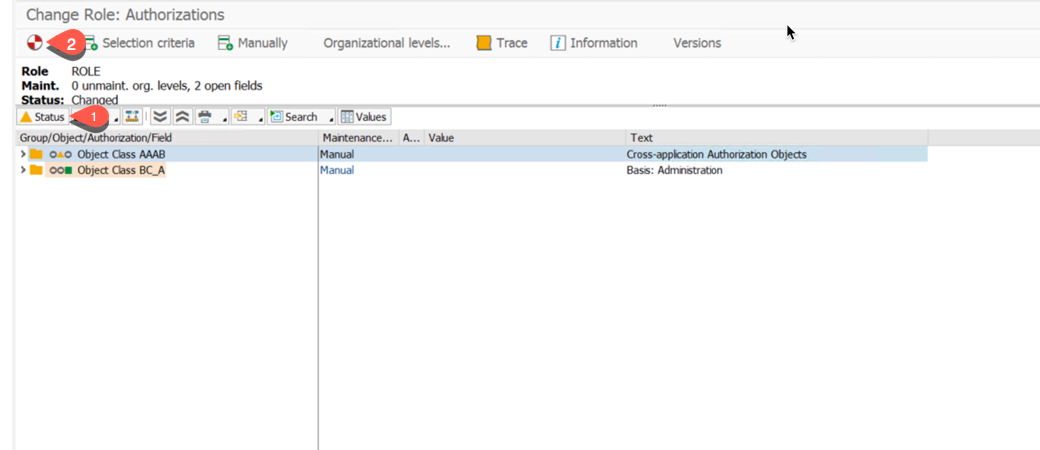 Change Role: Authorizations
2 Selection criteria Manually Organizational levels... Trace Information Versions
Role ROLE
Maint. 0 unmaint. org. levels, 2 open fields
Status: Changed
Status 1 Search Values
Group/Object/Authorization/Field Maintenance... A... Value Text
Object Class AAAB Manual Cross-application Authorization Objects
Object Class BC_A Manual Basis: Administration